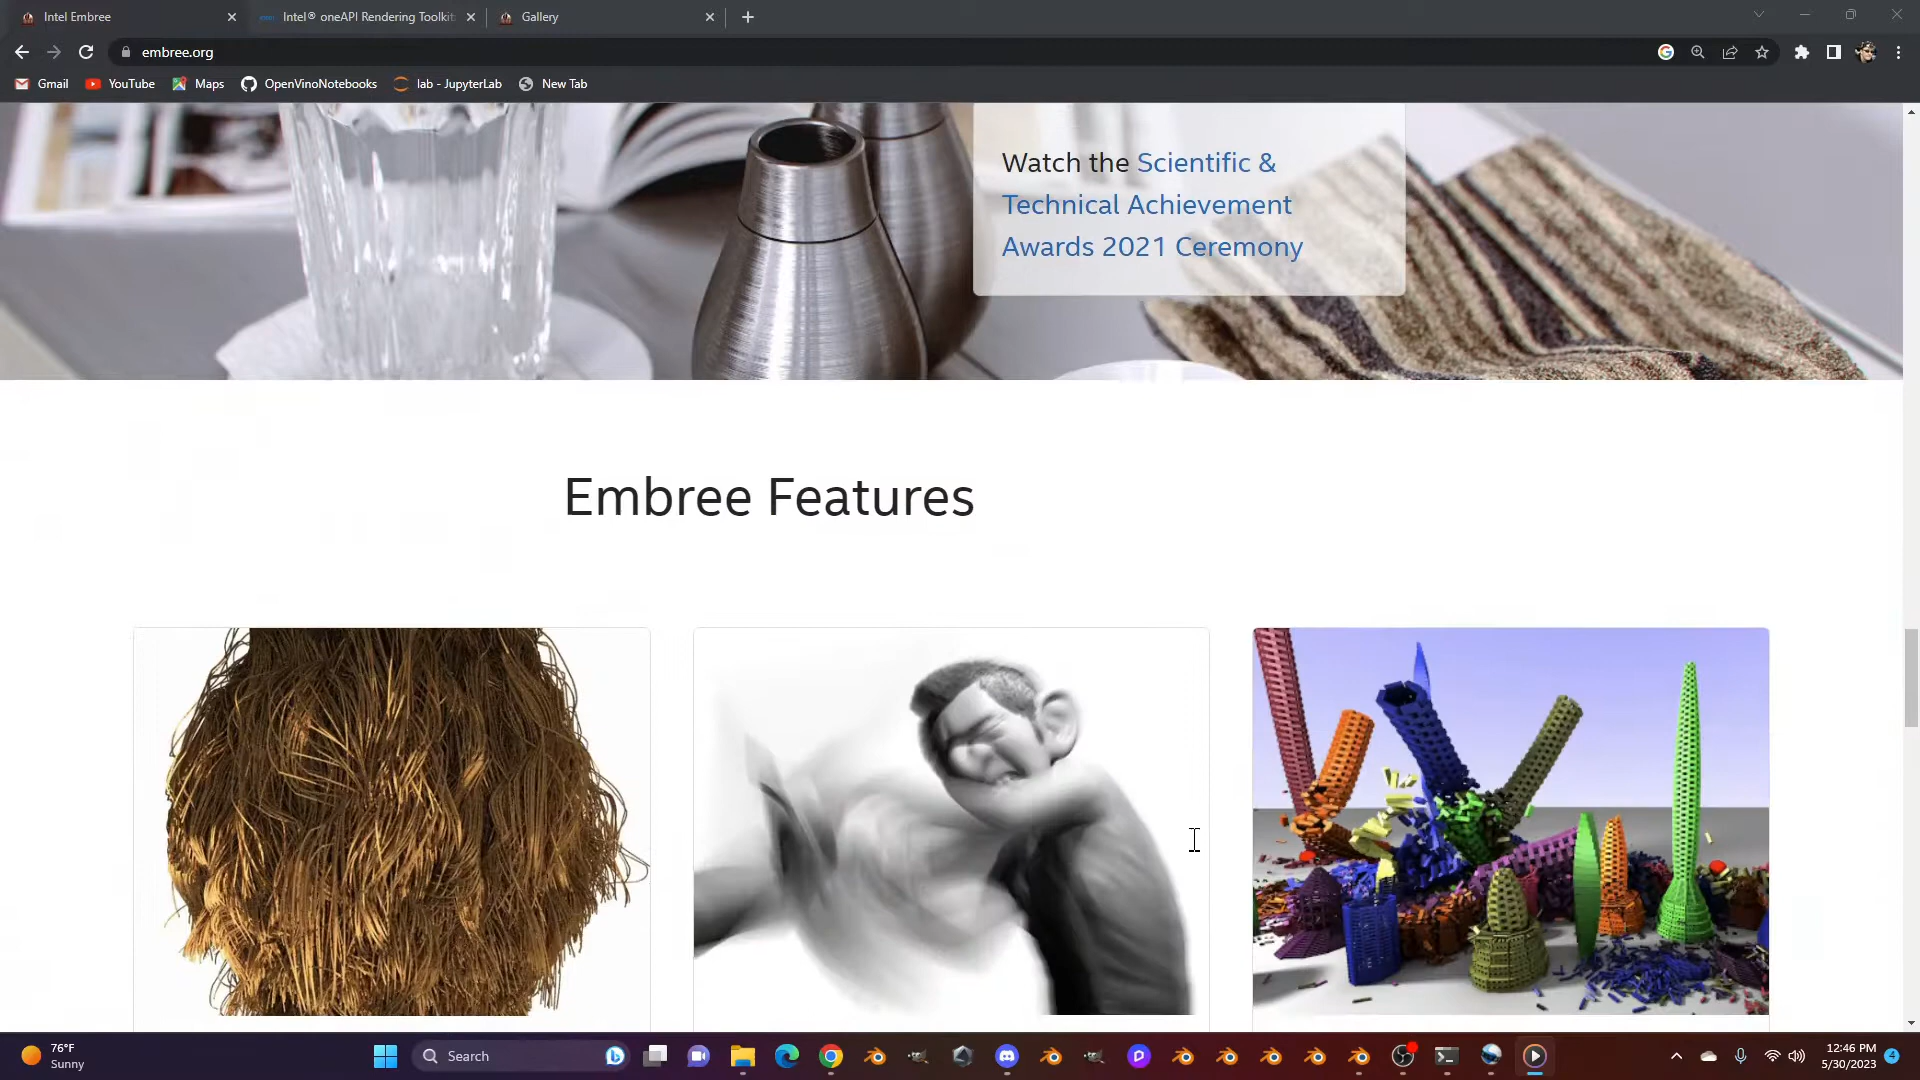 Intel Embree
Intel® oneAPI Rendering Toolkit
Gallery
embree.org
Gmail
YouTube
Maps
OpenVinoNotebooks
lab - JupyterLab
New Tab
Watch the Scientific &
Technical Achievement
Awards 2021 Ceremony
Embree Features
76°F
Sunny
Search
12:46 PM
5/30/2023
4